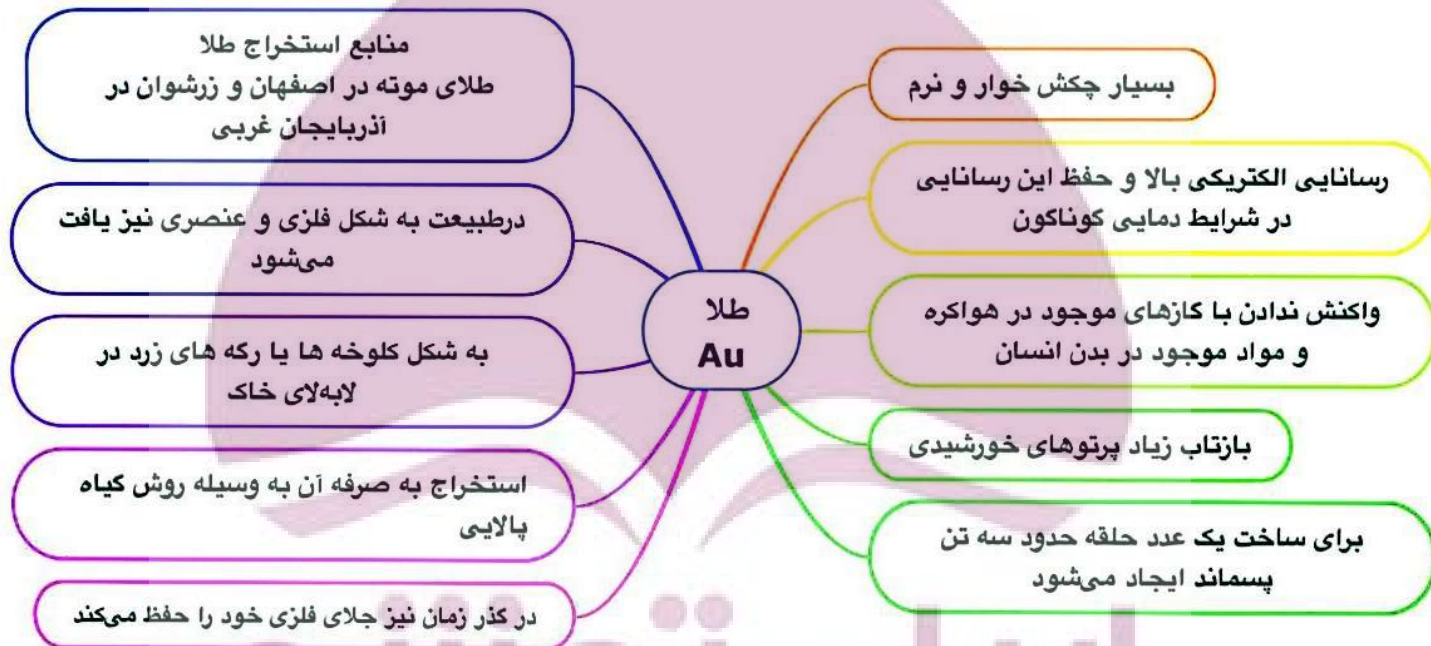 طلا
Au
بسیار چکش خوار و نرم
رسانایی الکتریکی بالا و حفظ این رسانایی
در شرایط دمایی گوناگون
واکنش ندادن با گازهای موجود در هواکره
و مواد موجود در بدن انسان
بازتاب زیاد پرتوهای خورشیدی
برای ساخت یک عدد حلقه حدود سه تن
پسماند ایجاد می‌شود
منابع استخراج طلا
طلای موته در اصفهان و زرشوان در
آذربایجان غربی
درطبیعت به شکل فلزی و عنصری نیز یافت
می‌شود
به شکل کلوخه ها یا رگه های زرد در
لابه‌لای خاک
استخراج به صرفه آن به وسیله روش گیاه
پالایی
در گذر زمان نیز جلای فلزی خود را حفظ می‌کند